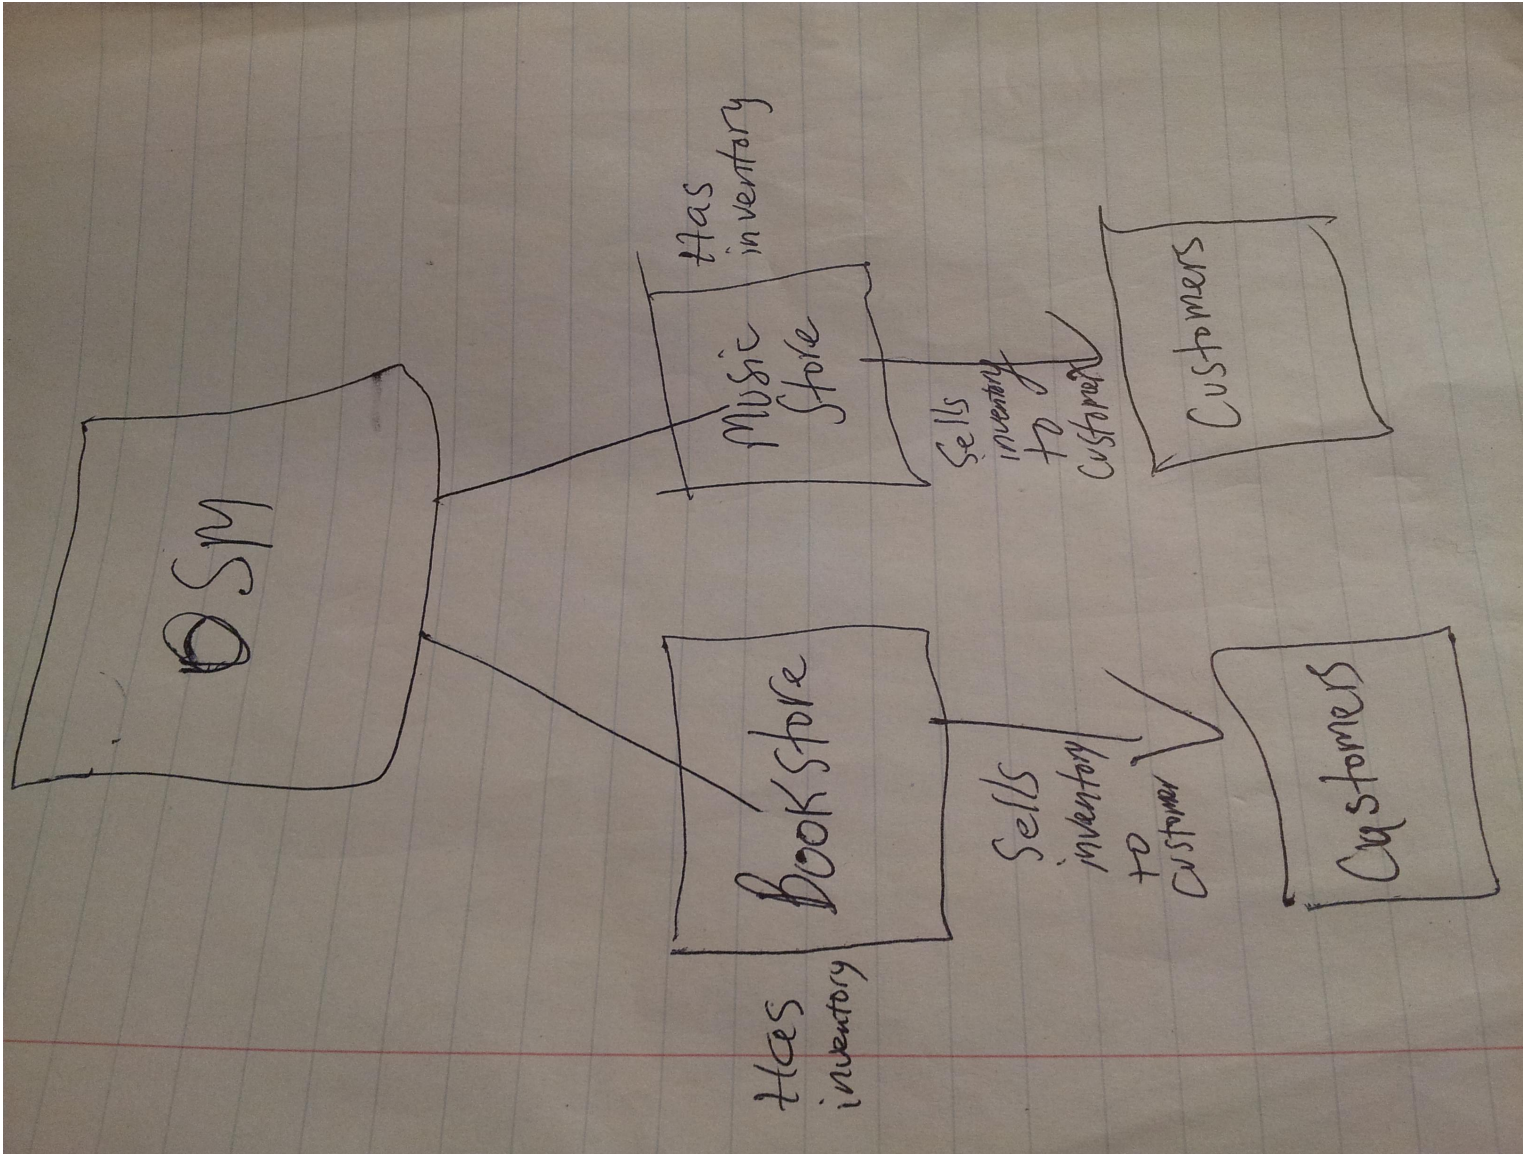 OSM
Has
inventory
Bookstore
Music
Store
Has
inventory
Sells
inventory
to
customer
Sells
inventory
to
customer
Customers
Customers